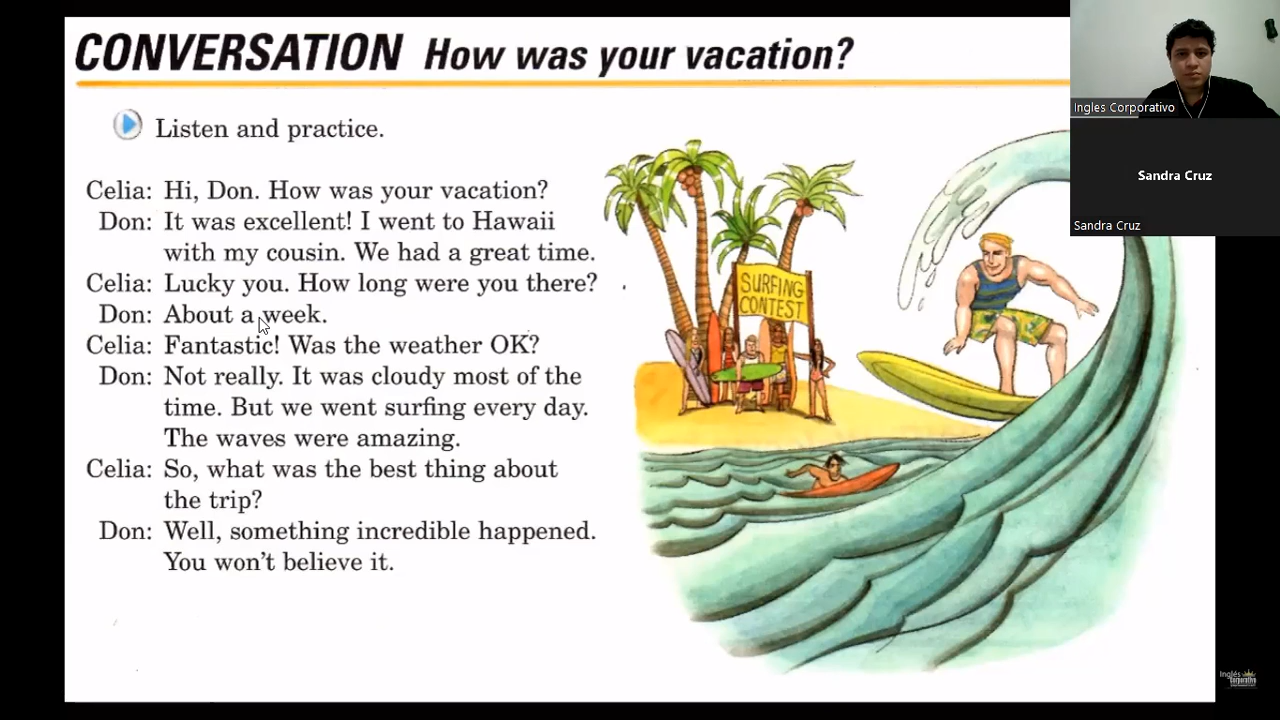 CONVERSATION How was your vacation?
Listen and practice.
Celia: Hi, Don. How was your vacation?
Don: It was excellent! I went to Hawaii
with my cousin. We had a great time.
Celia: Lucky you. How long were you there?
Don: About a week.
Celia: Fantastic! Was the weather OK?
Don: Not really. It was cloudy most of the
time. But we went surfing every day.
The waves were amazing.
Celia: So, what was the best thing about
the trip?
Don: Well, something incredible happened.
You won't believe it.
SURFING
CONTEST
Ingles Corporativo
Sandra Cruz
Sandra Cruz
Inglés
Corporativo